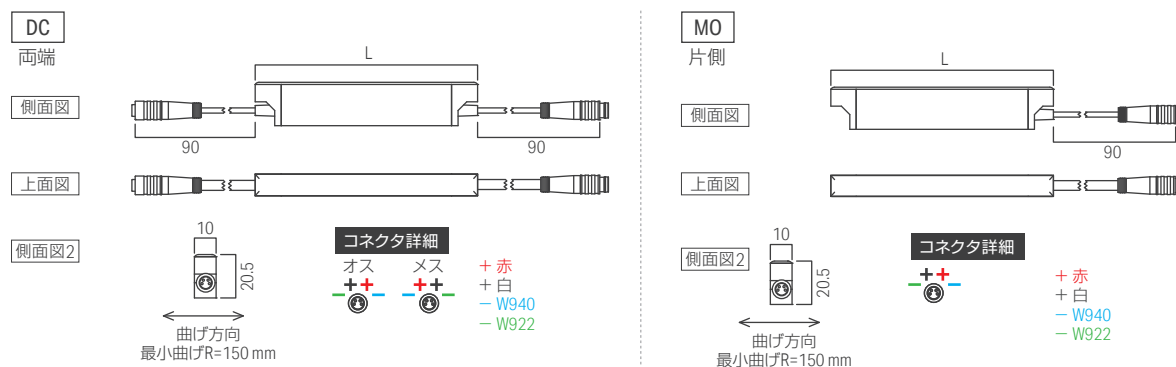 DC
両端
L
側面図
90
90
上面図
側面図2
10
20.5
曲げ方向
最小曲げR=150 mm
コネクタ詳細
オス メス
+ + + +
− − − −
+ 赤
+ 白
− W940
− W922
MO
片側
L
側面図
90
上面図
側面図2
10
20.5
曲げ方向
最小曲げR=150 mm
コネクタ詳細
+ +
− −
+ 赤
+ 白
− W940
− W922